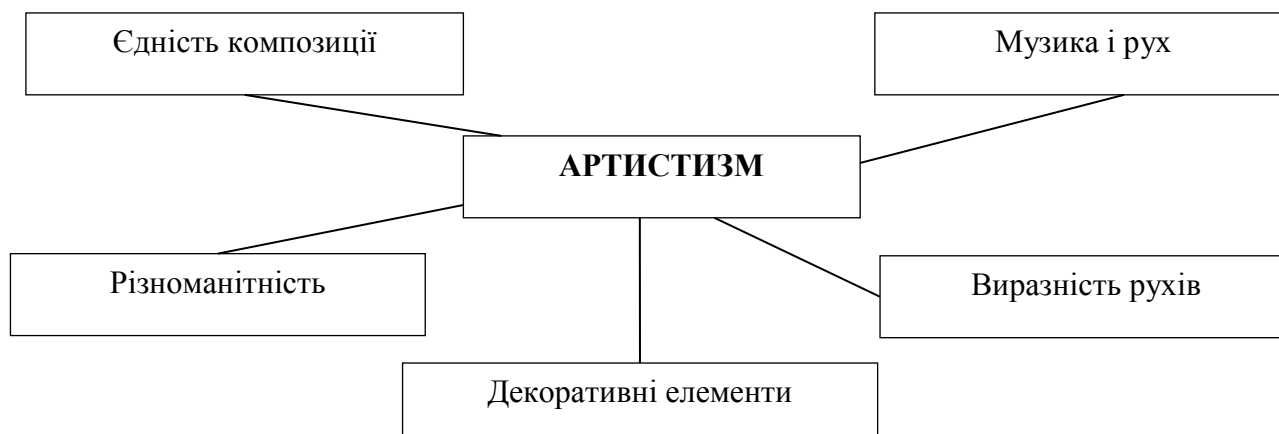 Єдність композиції
Музика і рух
АРТИСТИЗМ
Різноманітність
Виразність рухів
Декоративні елементи